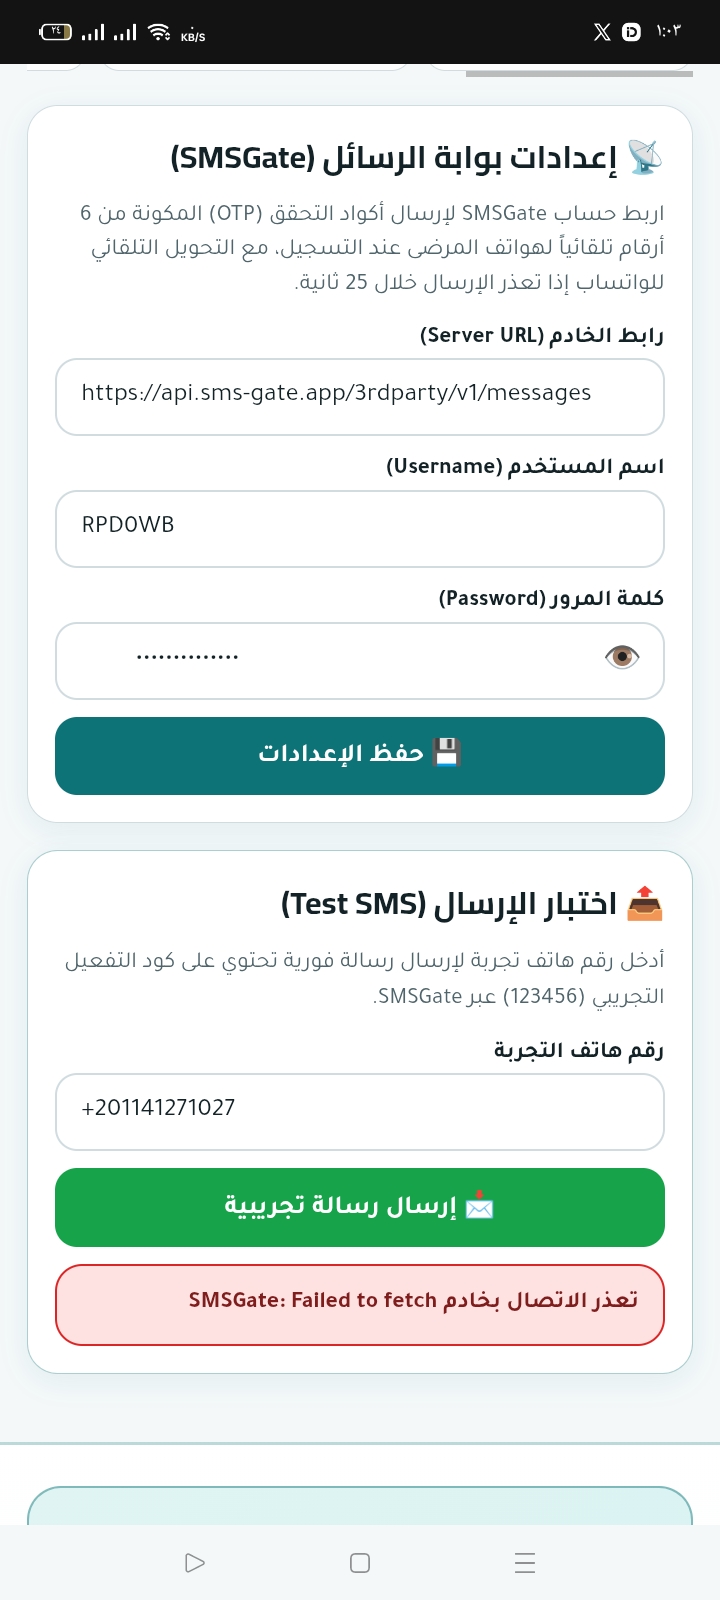 ٢٤
KB/S
١:٠٣
إعدادات بوابة الرسائل (SMSGate)
اربط حساب SMSGate لإرسال أكواد التحقق (OTP) المكونة من 6
أرقام تلقائياً لهواتف المرضى عند التسجيل، مع التحويل التلقائي
للواتساب إذا تعذر الإرسال خلال 25 ثانية.
رابط الخادم (Server URL)
https://api.sms-gate.app/3rdparty/v1/messages
اسم المستخدم (Username)
RPD0WB
كلمة المرور (Password)
••••••••••••••
حفظ الإعدادات
اختبار الإرسال (Test SMS)
أدخل رقم هاتف تجربة لإرسال رسالة فورية تحتوي على كود التفعيل
التجريبي (123456) عبر SMSGate.
رقم هاتف التجربة
+201141271027
إرسال رسالة تجريبية
تعذر الاتصال بخادم SMSGate: Failed to fetch